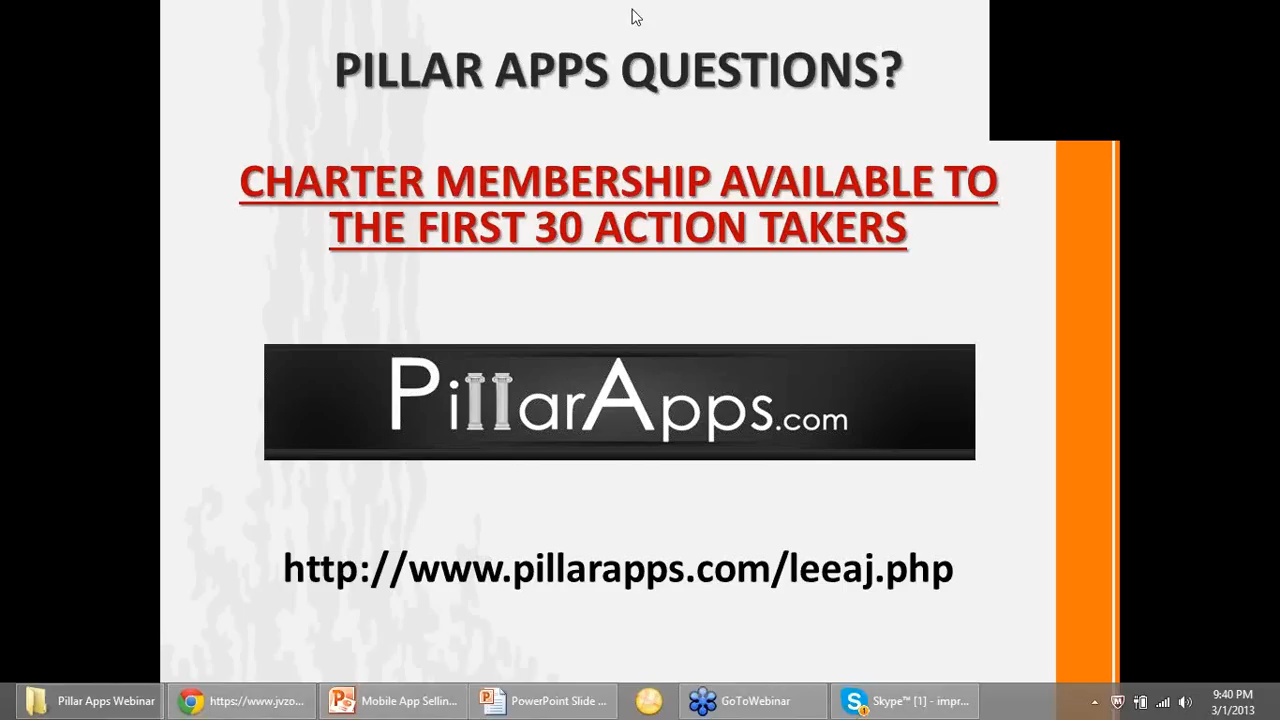 PILLAR APPS QUESTIONS?
CHARTER MEMBERSHIP AVAILABLE TO
THE FIRST 30 ACTION TAKERS
PillarApps.com
http://www.pillarapps.com/leeaj.php
Pillar Apps Webinar
https://www.jvzo...
Mobile App Sellin...
PowerPoint Slide ...
GoToWebinar
Skype™ [1] - impr...
9:40 PM
3/1/2013